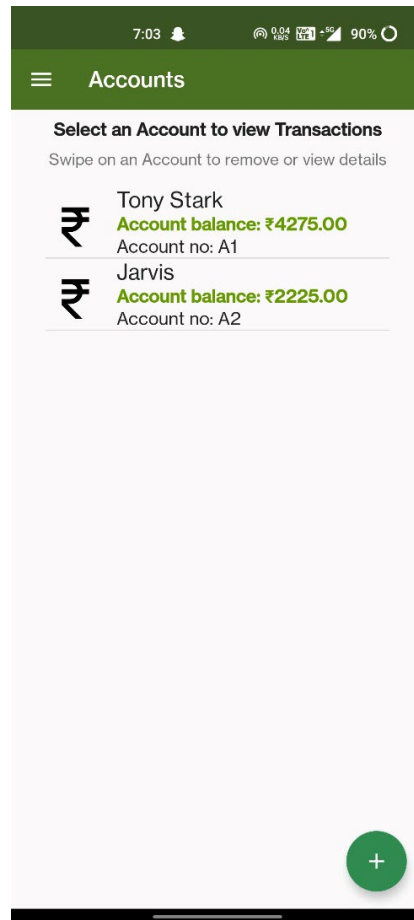 7:03 0.04 KB/S VoLTE1 5G 90%
Accounts
Select an Account to view Transactions
Swipe on an Account to remove or view details
₹
Tony Stark
Account balance: ₹4275.00
Account no: A1
₹
Jarvis
Account balance: ₹2225.00
Account no: A2
+